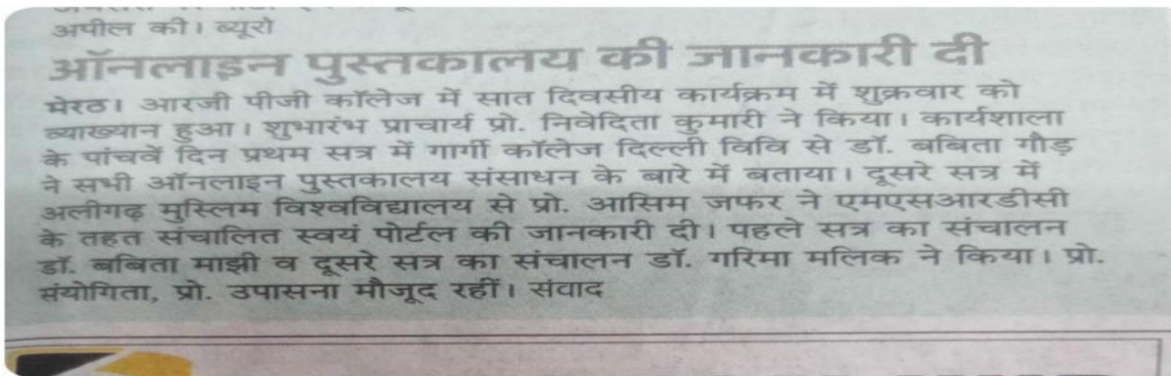 अपील की। ब्यूरो
ऑनलाइन पुस्तकालय की जानकारी दी
मेरठ। आरजी पीजी कॉलेज में सात दिवसीय कार्यक्रम में शुक्रवार को
व्याख्यान हुआ। शुभारंभ प्राचार्य प्रो. निवेदिता कुमारी ने किया। कार्यशाला
के पांचवें दिन प्रथम सत्र में गार्गी कॉलेज दिल्ली विवि से डॉ. बबिता गौड़
ने सभी ऑनलाइन पुस्तकालय संसाधन के बारे में बताया। दूसरे सत्र में
अलीगढ़ मुस्लिम विश्वविद्यालय से प्रो. आसिम जफर ने एमएसआरडीसी
के तहत संचालित स्वयं पोर्टल की जानकारी दी। पहले सत्र का संचालन
डॉ. बबिता माझी व दूसरे सत्र का संचालन डॉ. गरिमा मलिक ने किया। प्रो.
संयोगिता, प्रो. उपासना मौजूद रहीं। संवाद